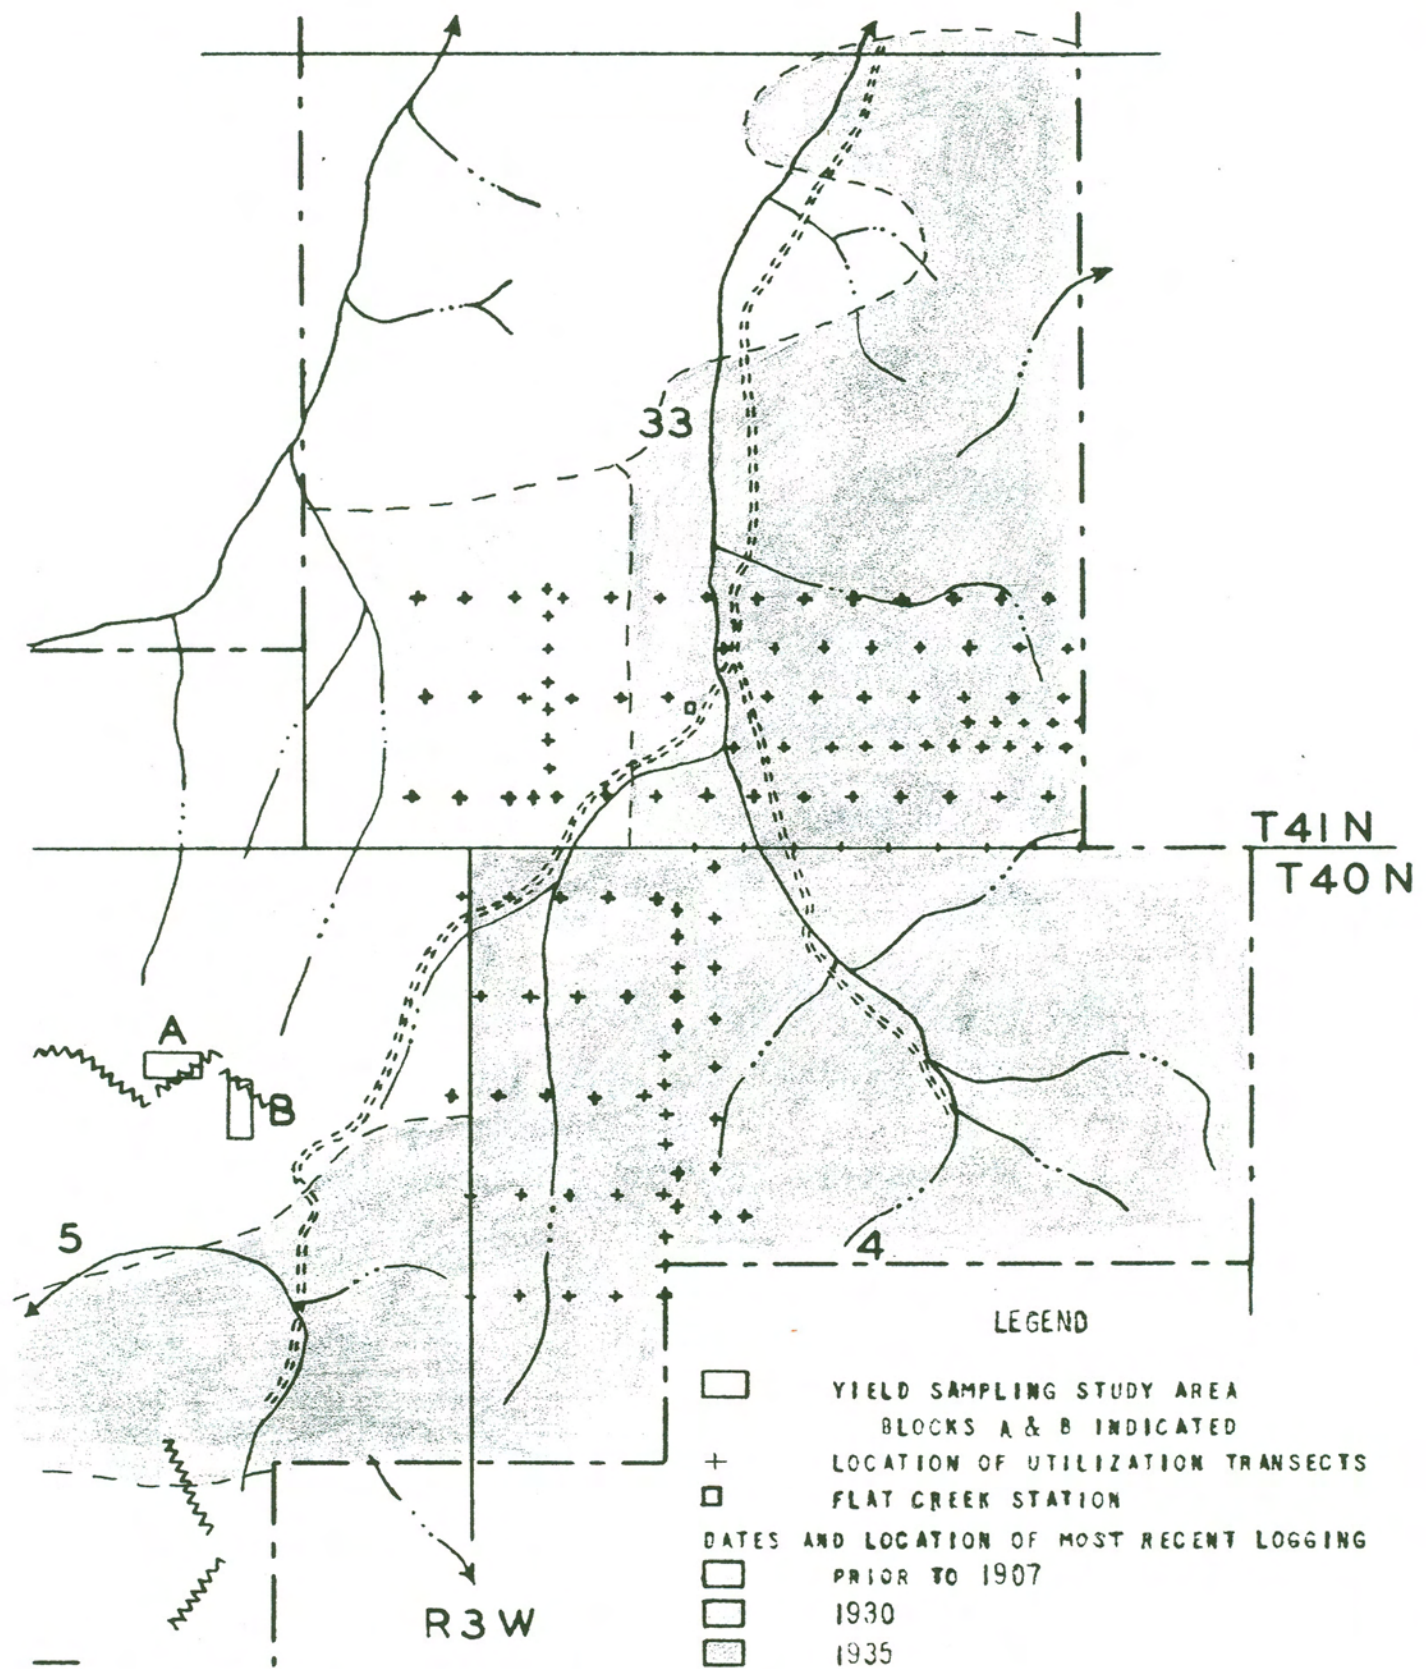 33
T41N
T40N
A
B
5
4
LEGEND
YIELD SAMPLING STUDY AREA
BLOCKS A & B INDICATED
LOCATION OF UTILIZATION TRANSECTS
FLAT CREEK STATION
DATES AND LOCATION OF MOST RECENT LOGGING
PRIOR TO 1907
1930
1935
R3W